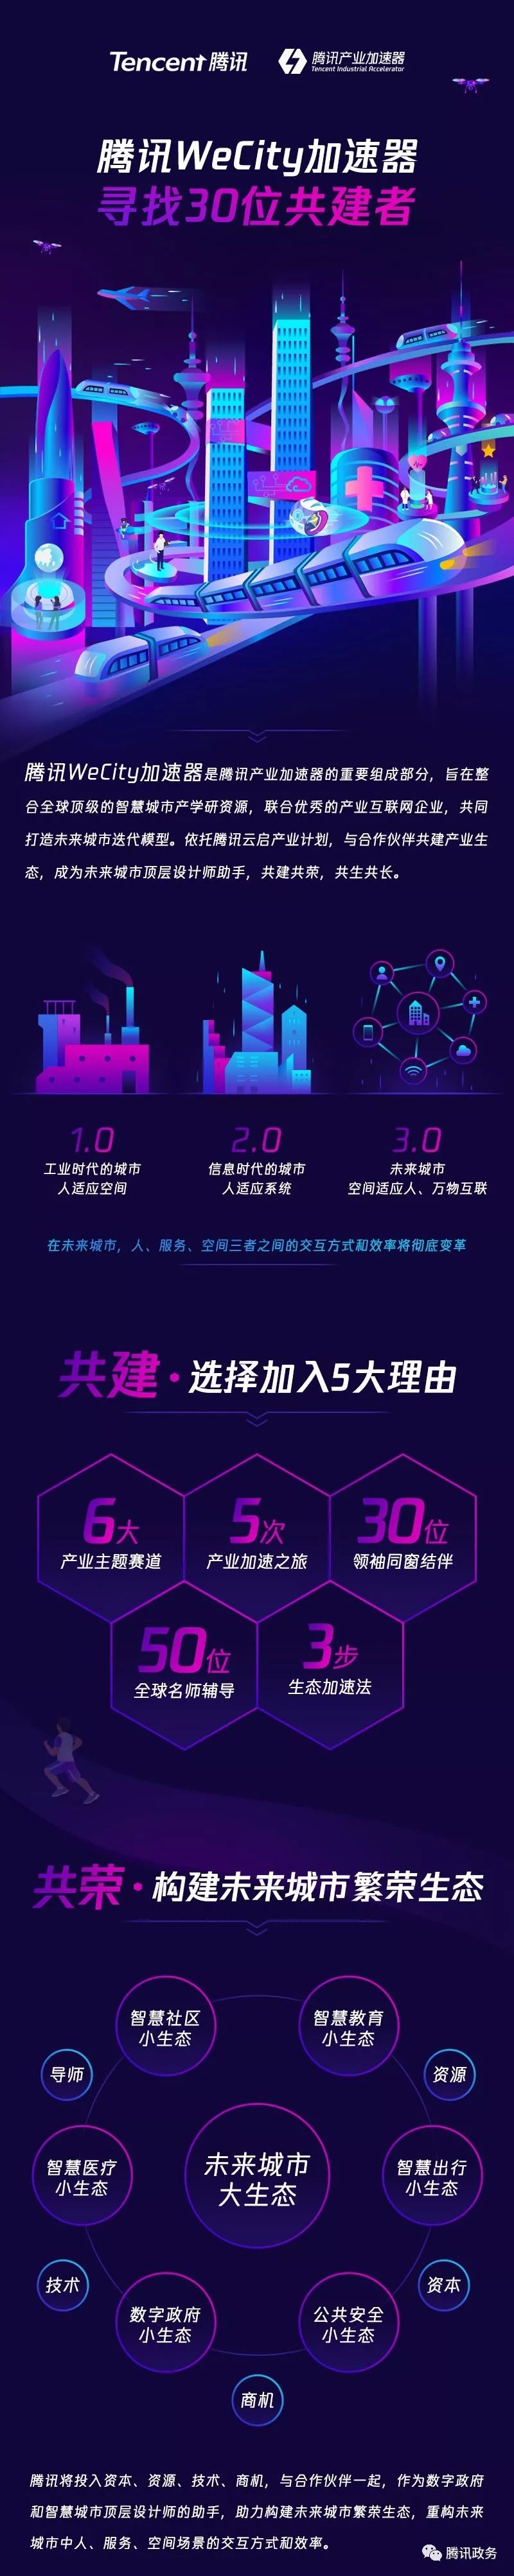 Tencent 腾讯
腾讯产业加速器
Tencent Industrial Accelerator
腾讯WeCity加速器
寻找30位共建者
腾讯WeCity加速器是腾讯产业加速器的重要组成部分，旨在整
合全球顶级的智慧城市产学研资源，联合优秀的产业互联网企业，共同
打造未来城市迭代模型。依托腾讯云启产业计划，与合作伙伴共建产业生
态，成为未来城市顶层设计师助手，共建共荣，共生共长。
1.0
工业时代的城市
人适应空间
2.0
信息时代的城市
人适应系统
3.0
未来城市
空间适应人、万物互联
在未来城市，人、服务、空间三者之间的交互方式和效率将彻底变革
共建·选择加入5大理由
6大
产业主题赛道
5次
产业加速之旅
30位
领袖同窗结伴
50位
全球名师辅导
3步
生态加速法
共荣·构建未来城市繁荣生态
智慧社区
小生态
智慧教育
小生态
导师
资源
智慧医疗
小生态
未来城市
大生态
智慧出行
小生态
技术
资本
数字政府
小生态
公共安全
小生态
商机
腾讯将投入资本、资源、技术、商机，与合作伙伴一起，作为数字政府
和智慧城市顶层设计师的助手，助力构建未来城市繁荣生态，重构未来
城市中人、服务、空间场景的交互方式和效率。
腾讯政务